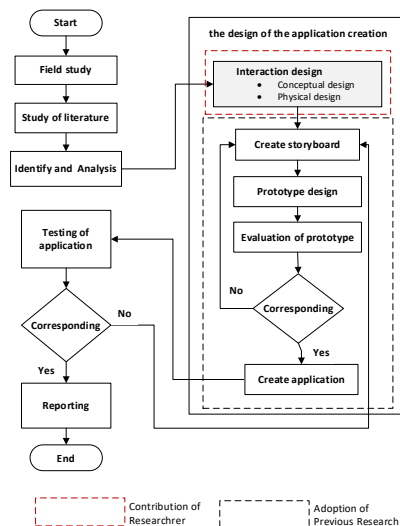 Start
Field study
Study of literature
Identify and Analysis
the design of the application creation
Interaction design
• Conceptual design
• Physical design
Create storyboard
Prototype design
Evaluation of prototype
No
Corresponding
Yes
Create application
Testing of
application
Corresponding
No
Yes
Reporting
End
Contribution of
Researchrer
Adoption of
Previous Research